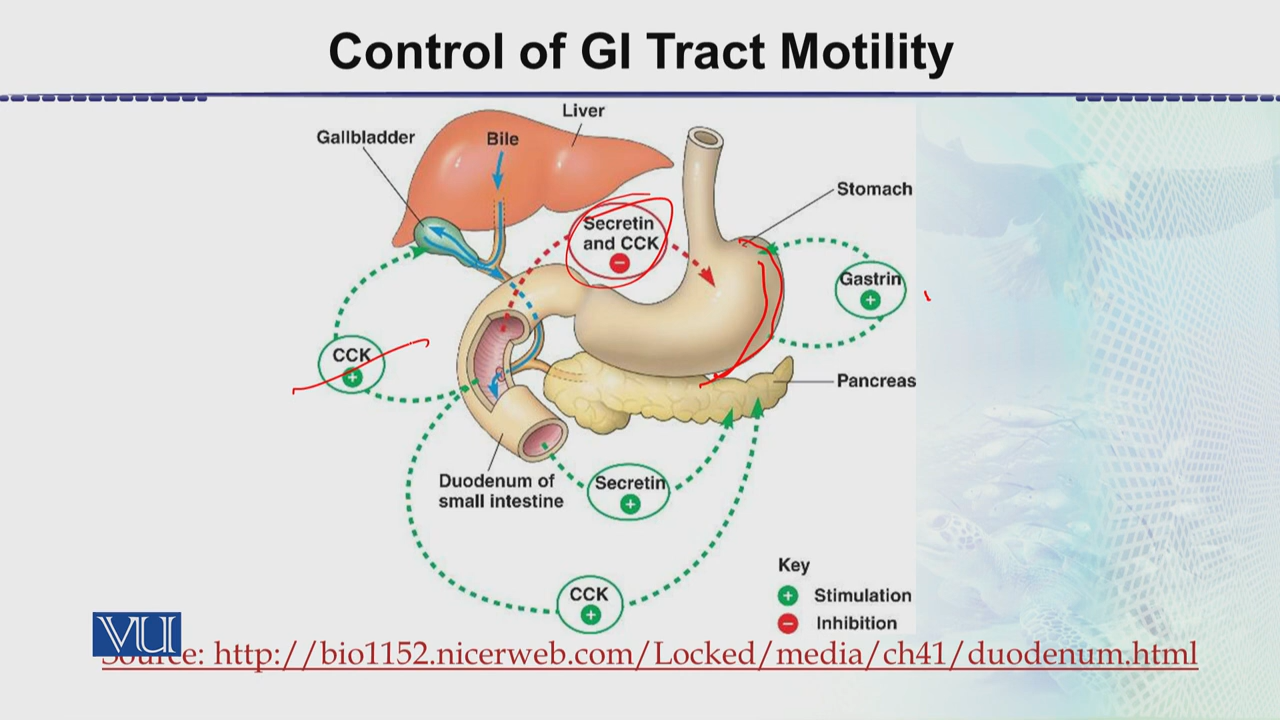 Control of GI Tract Motility
Liver
Gallbladder
Bile
Stomach
Secretin
and CCK
Gastrin
CCK
Pancreas
Duodenum of
small intestine
Secretin
CCK
Key
Stimulation
Inhibition
VU
Source: http://bio1152.nicerweb.com/Locked/media/ch41/duodenum.html